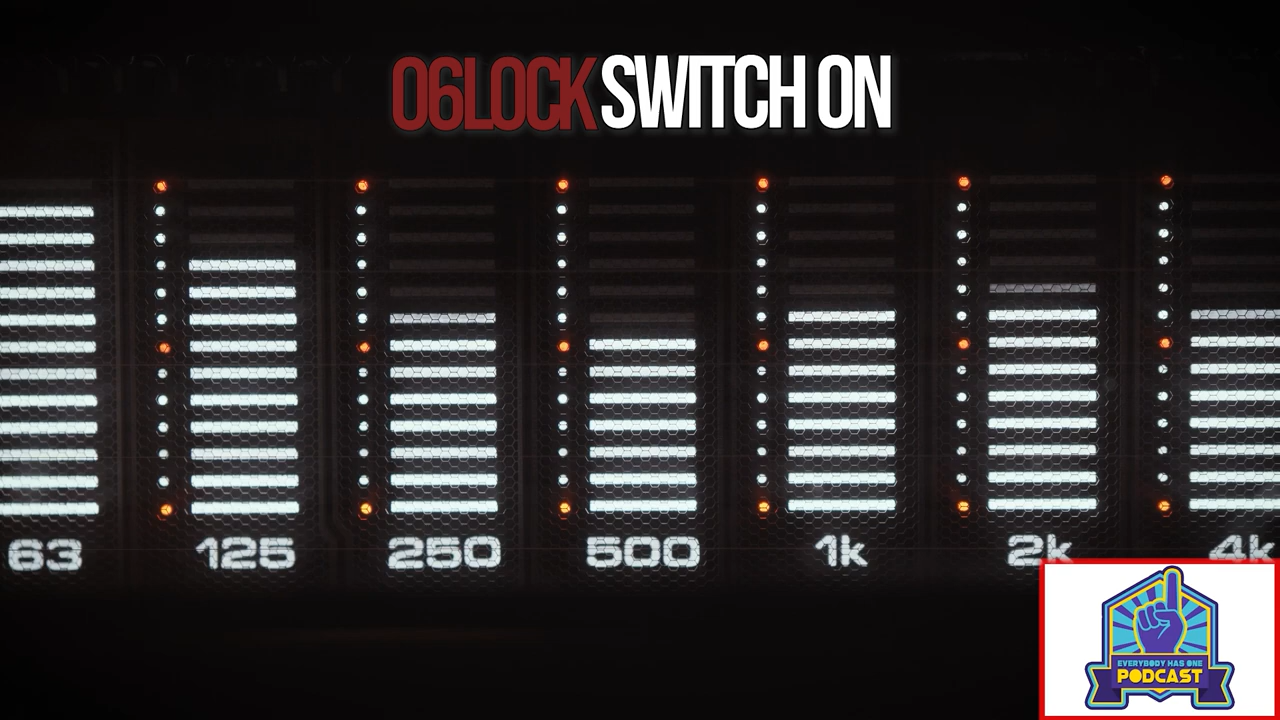 06LOCK SWITCH ON
63 125 250 500 1k 2k 4k
EVERYBODY HAS ONE
PODCAST